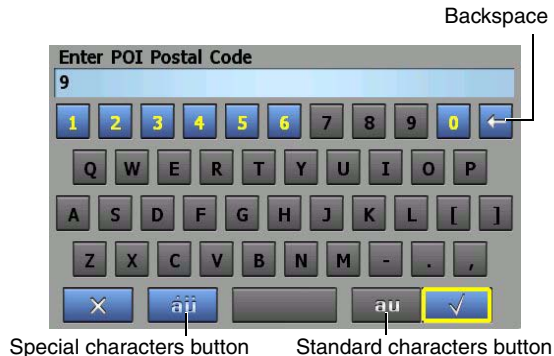 Backspace
Enter POI Postal Code
9
1 2 3 4 5 6 7 8 9 0 ←
Q W E R T Y U I O P
A S D F G H J K L [ ]
Z X C V B N M - . ,
X âü au √
Special characters button Standard characters button